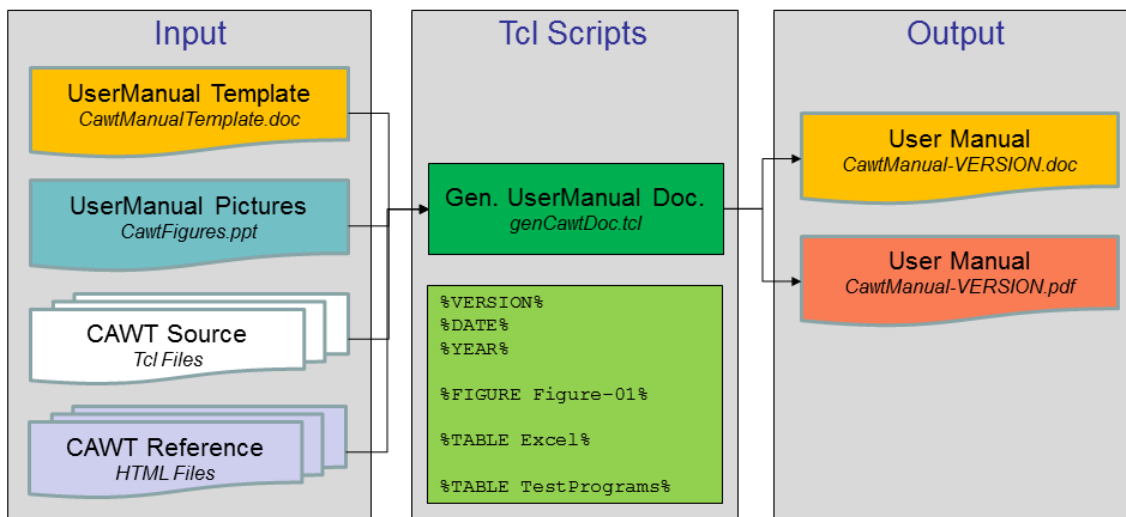 Input
UserManual Template
CawtManualTemplate.doc
UserManual Pictures
CawtFigures.ppt
CAWT Source
Tcl Files
CAWT Reference
HTML Files
Tcl Scripts
Gen. UserManual Doc.
genCawtDoc.tcl
%VERSION%
%DATE%
%YEAR%
%FIGURE Figure-01%
%TABLE Excel%
%TABLE TestPrograms%
Output
User Manual
CawtManual-VERSION.doc
User Manual
CawtManual-VERSION.pdf